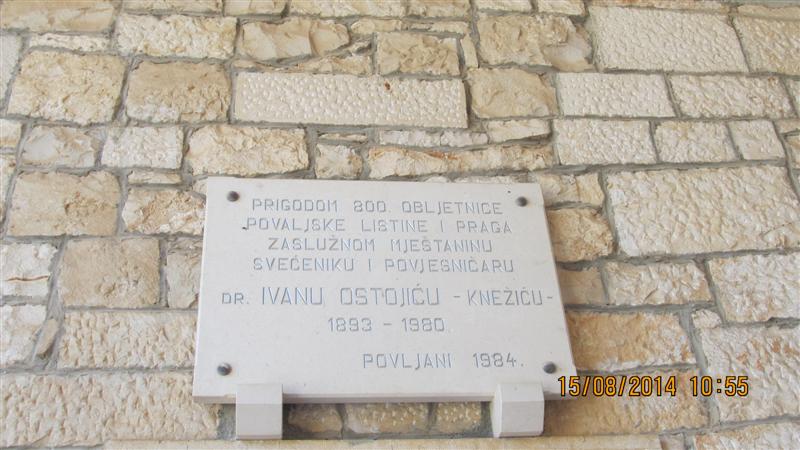 PRIGODOM 800. OBLJETNICE
POVALJSKE LISTINE I PRAGA
ZASLUŽNOM MJEŠTANINU
SVEĆENIKU I POVJESNIČARU
DR. IVANU OSTOJIĆU - KNEŽIĆU -
1893 - 1980.
POVLJANI 1984.
15/08/2014 10:55